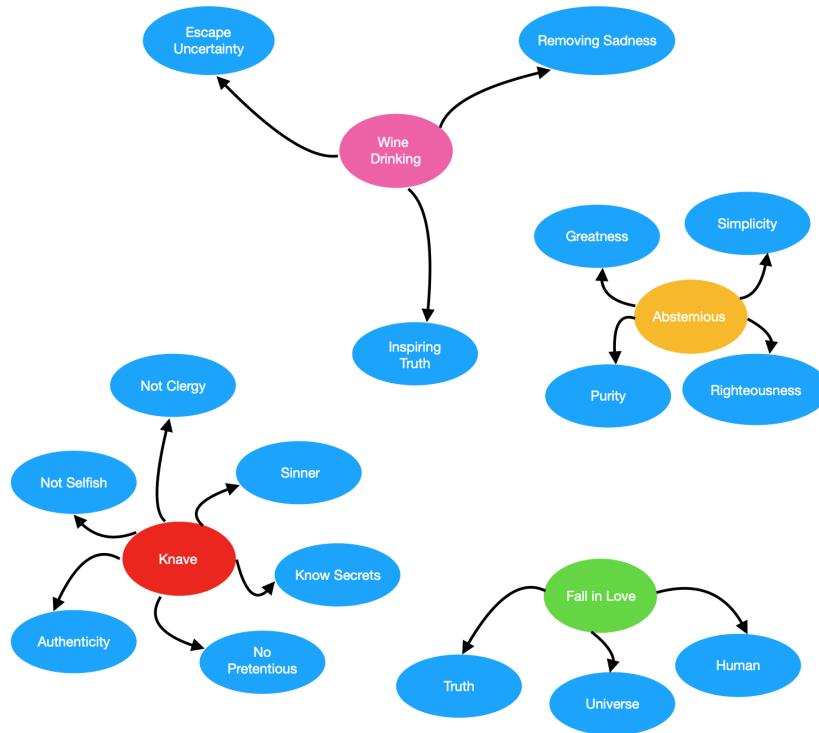 Escape
Uncertainty
Removing Sadness
Wine
Drinking
Inspiring
Truth
Greatness
Simplicity
Abstemious
Purity
Righteousness
Not Clergy
Not Selfish
Sinner
Knave
Know Secrets
Authenticity
No
Pretentious
Fall in Love
Truth
Universe
Human